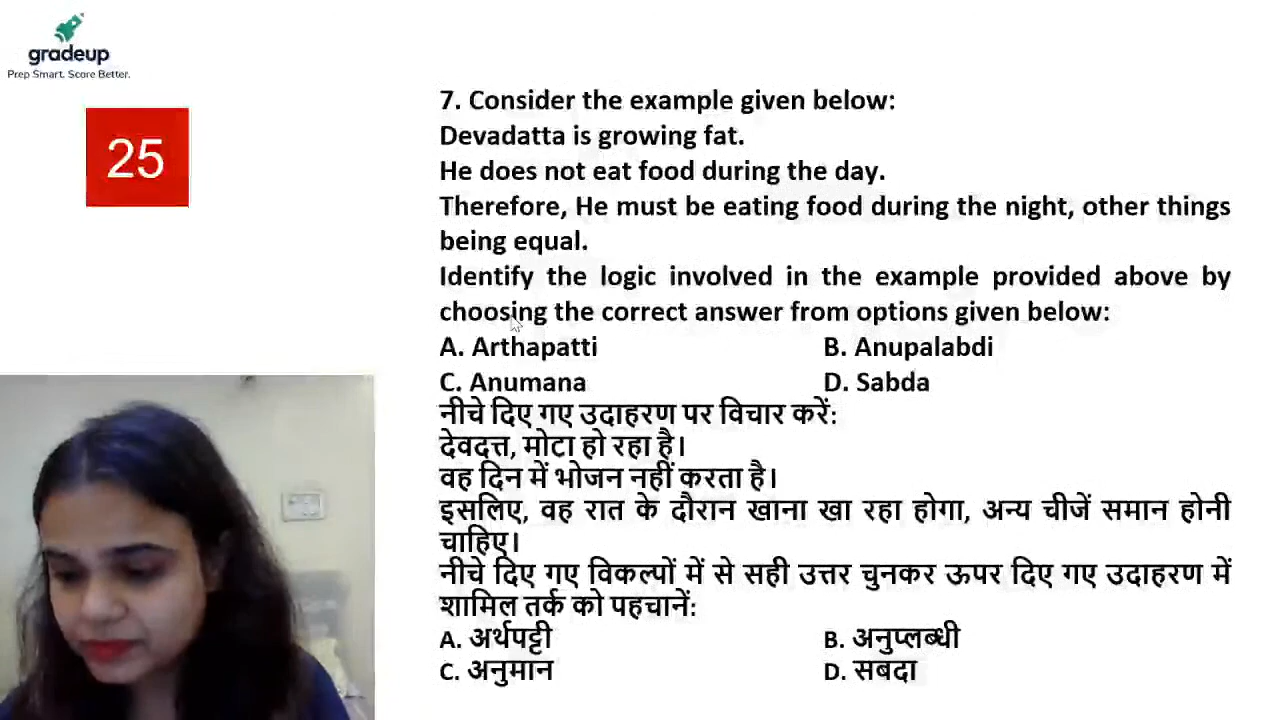 gradeup
Prep Smart. Score Better.
25
7. Consider the example given below:
Devadatta is growing fat.
He does not eat food during the day.
Therefore, He must be eating food during the night, other things
being equal.
Identify the logic involved in the example provided above by
choosing the correct answer from options given below:
A. Arthapatti B. Anupalabdi
C. Anumana D. Sabda
नीचे दिए गए उदाहरण पर विचार करें:
देवदत्त, मोटा हो रहा है।
वह दिन में भोजन नहीं करता है।
इसलिए, वह रात के दौरान खाना खा रहा होगा, अन्य चीजें समान होनी
चाहिए।
नीचे दिए गए विकल्पों में से सही उत्तर चुनकर ऊपर दिए गए उदाहरण में
शामिल तर्क को पहचानें:
A. अर्थपट्टी B. अनुप्लब्धी
C. अनुमान D. सबदा